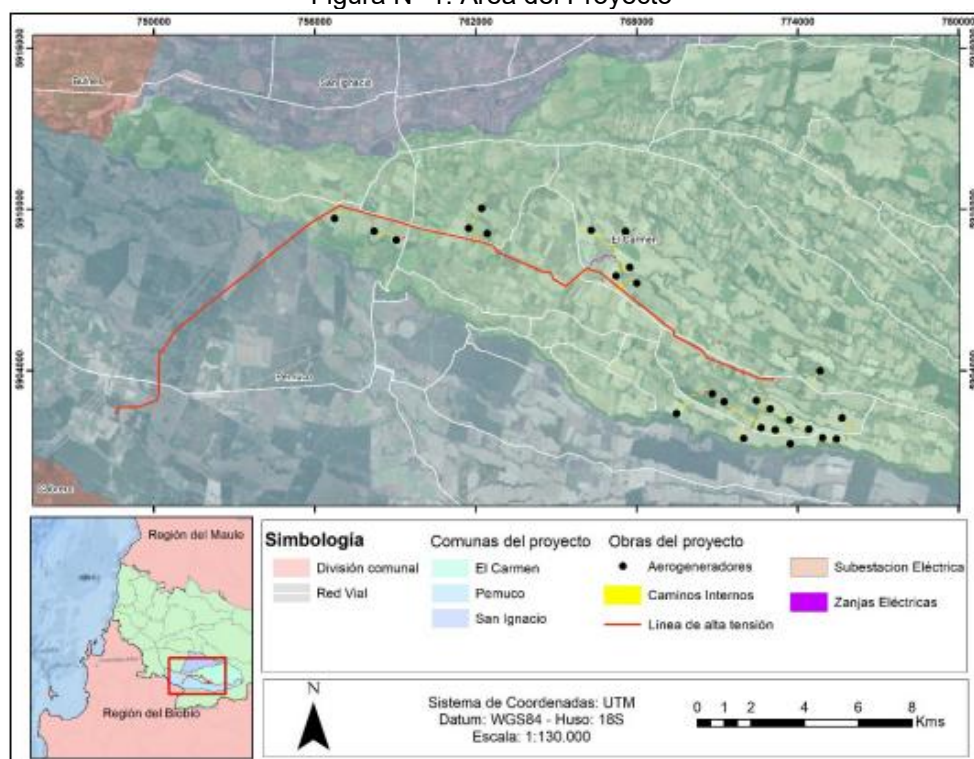 Figura N° 1. Área del Proyecto
750000 756000 762000 768000 774000 780000
5910000 5910000
5904000 5904000
San Ignacio
El Carmen
Pemuco
Simbología
División comunal
Red Vial
Comunas del proyecto
El Carmen
Pemuco
San Ignacio
Obras del proyecto
Aerogeneradores
Caminos Internos
Línea de alta tensión
Subestacion Eléctrica
Zanjas Eléctricas
Región del Maule
Región del Biobío
N
Sistema de Coordenadas: UTM
Datum: WGS84 - Huso: 18S
Escala: 1:130.000
0 1 2 4 6 8
Kms